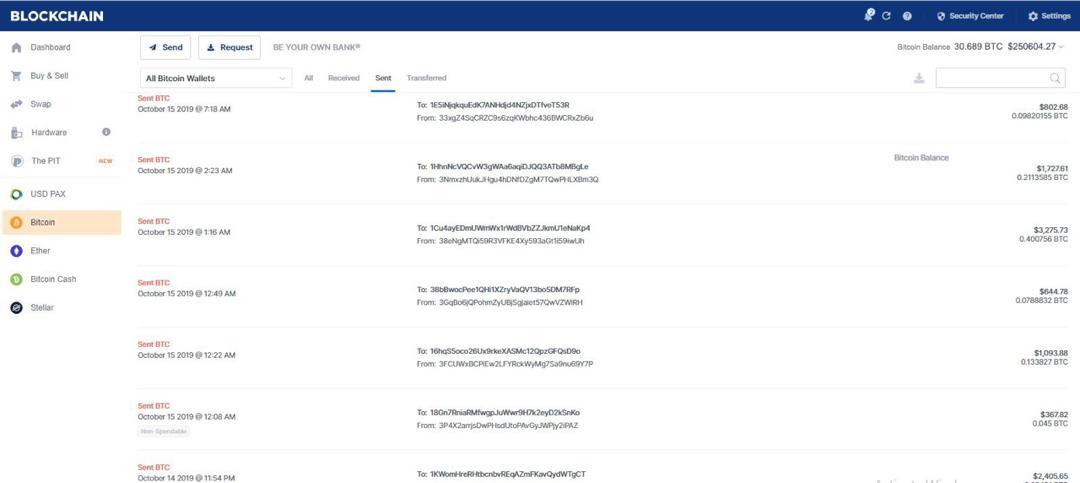 BLOCKCHAIN
2
Security Center
Settings
Dashboard
Buy & Sell
Swap
Hardware
The PIT NEW
USD PAX
Bitcoin
Ether
Bitcoin Cash
Stellar
Send
Request
BE YOUR OWN BANK®
Bitcoin Balance 30.689 BTC $250604.27
All Bitcoin Wallets
All Received Sent Transferred
Sent BTC
October 15 2019 @ 7:18 AM
To: 1E5iNjqkquEdK7ANHdjd4NZjxDTfveT53R
From: 33xgZ4SqCRZC9s6zqKWbhc436BWCRxZb6u
$802.68
0.09820155 BTC
Sent BTC
October 15 2019 @ 2:23 AM
To: 1HhnNcVQCvW3gWAa6aqiDJQQ3ATb8MBgLe
From: 3NmxzhUukJHgu4hDNfDZgM7TQwPHLXBm3Q
Bitcoin Balance
$1,727.61
0.2113585 BTC
Sent BTC
October 15 2019 @ 1:16 AM
To: 1Cu4ayEDmUWmWx1rWdBVbZZJkmU1eNaKp4
From: 38eNgMTQi59R3VFKE4Xy593aGt1i59iwUh
$3,275.73
0.400756 BTC
Sent BTC
October 15 2019 @ 12:49 AM
To: 38bBwocPee1QHi1XZryVaQV13bo5DM7RFp
From: 3GqBo6jQPohmZyUBjSgjaiet57QwVZWiRH
$644.78
0.0788832 BTC
Sent BTC
October 15 2019 @ 12:22 AM
To: 16hqS5oco26Ux9rkeXASMc12QpzGFQsD9o
From: 3FCUWxBCPiEw2LFYRckWyMg7Sa9nu69Y7P
$1,093.88
0.133827 BTC
Sent BTC
October 15 2019 @ 12:08 AM
Non-Spendable
To: 18Gn7RniaRMfwgpJuWwr9H7k2eyD2kSnKo
From: 3P4X2arrjsDwPHsdUtoPAvGyJWPjy2iPAZ
$367.82
0.045 BTC
Sent BTC
October 14 2019 @ 11:54 PM
To: 1KWomHreRHtbcnbvREqAZmFKavQydWTgCT
$2,405.65